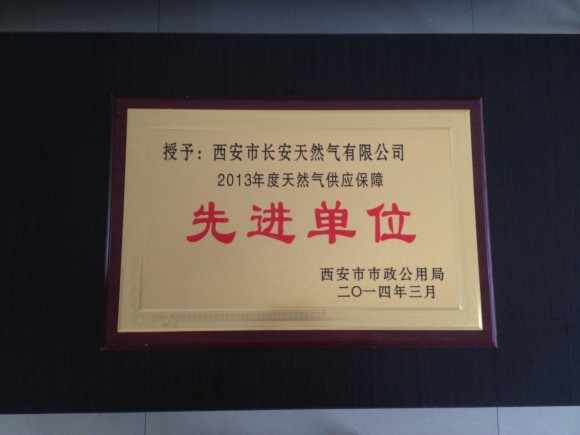 授予：西安市长安天然气有限公司
2013年度天然气供应保障
先进单位
西安市市政公用局
二〇一四年三月